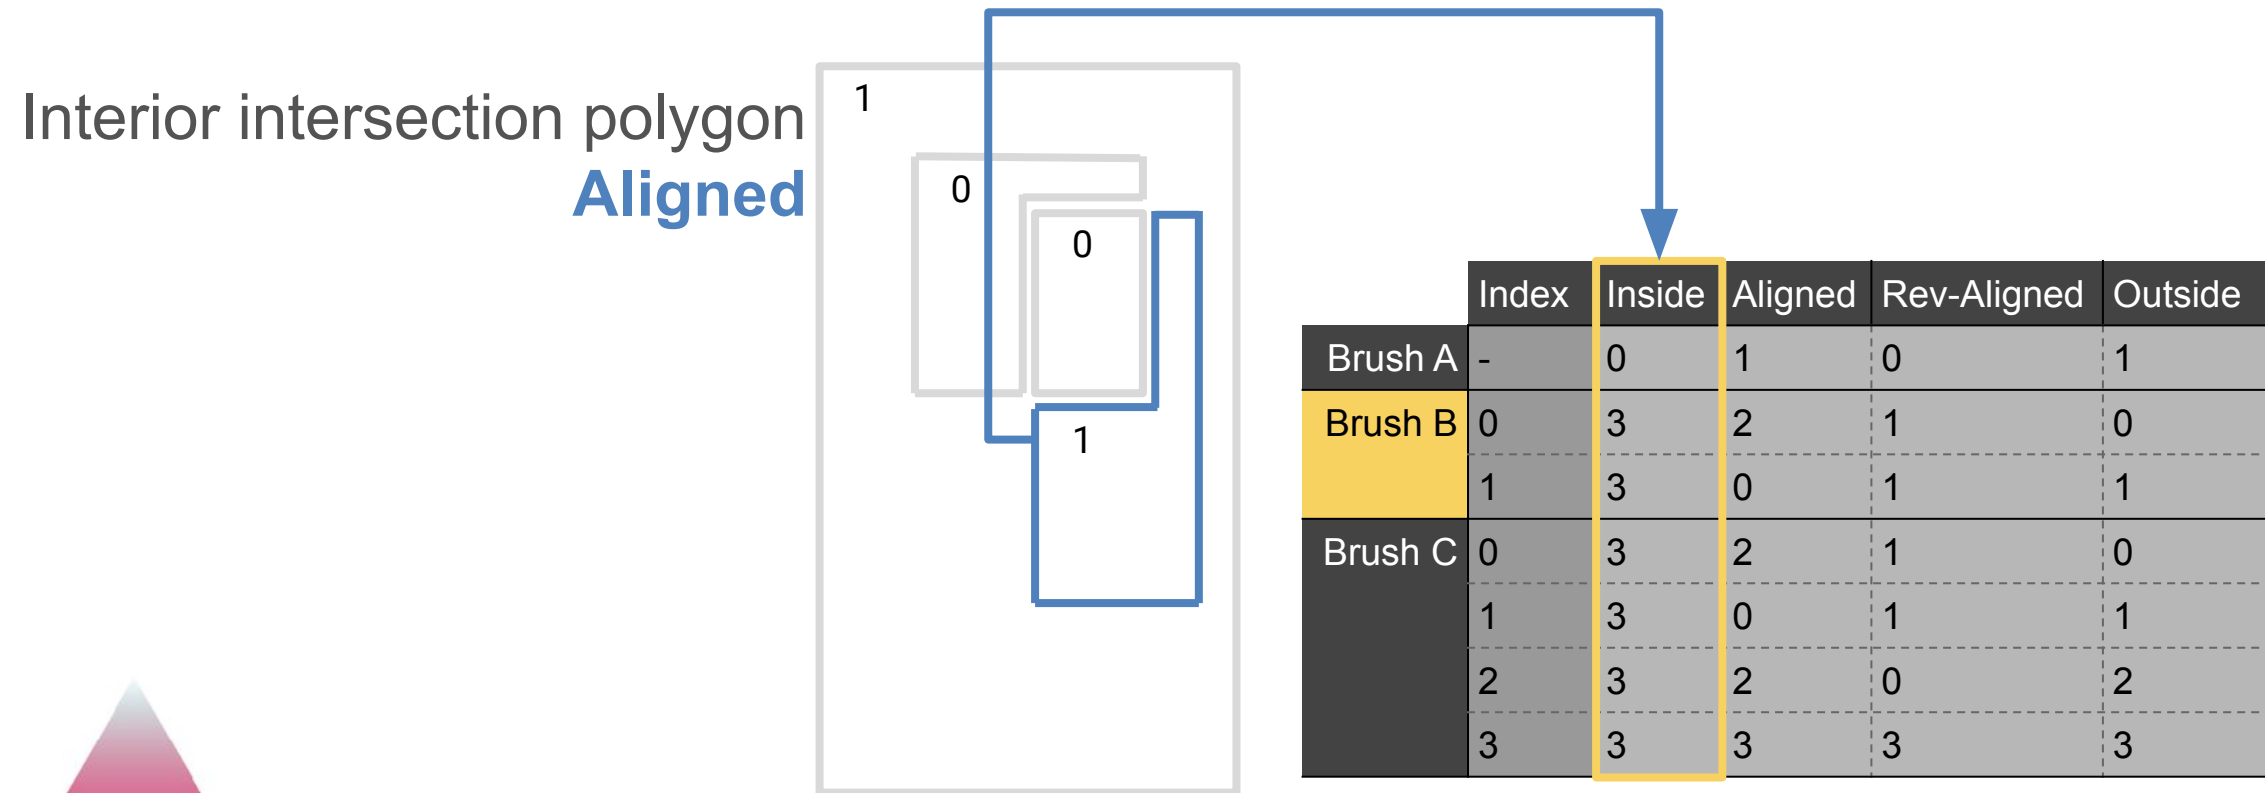 Interior intersection polygon
Aligned
1
0
0
1
Index Inside Aligned Rev-Aligned Outside
Brush A - 0 1 0 1
Brush B 0 3 2 1 0
1 3 0 1 1
Brush C 0 3 2 1 0
1 3 0 1 1
2 3 2 0 2
3 3 3 3 3